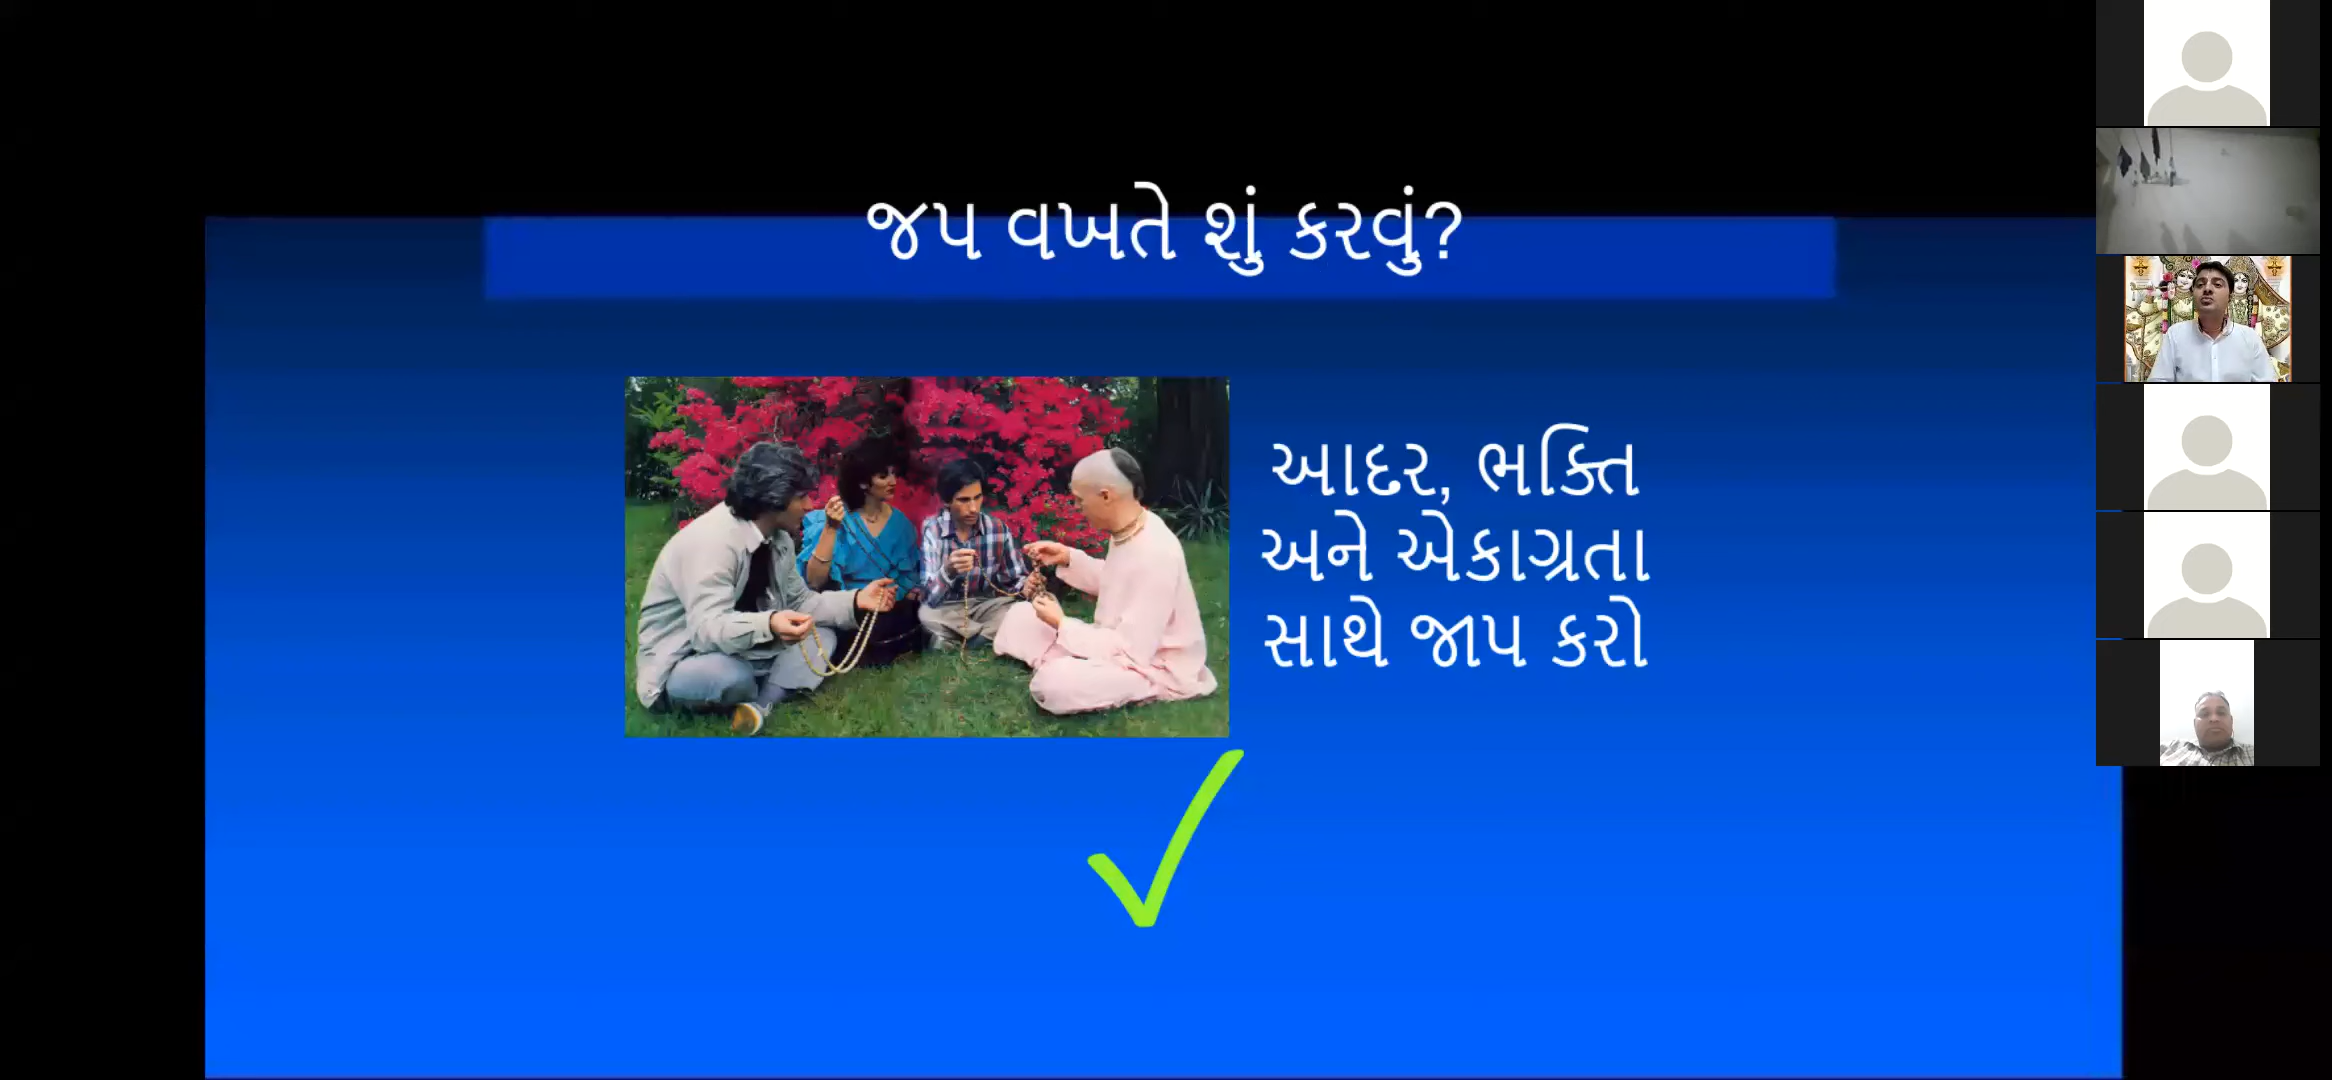 જપ વખતે શું કરવું?
આદર, ભક્તિ
અને એકાગ્રતા
સાથે જાપ કરો